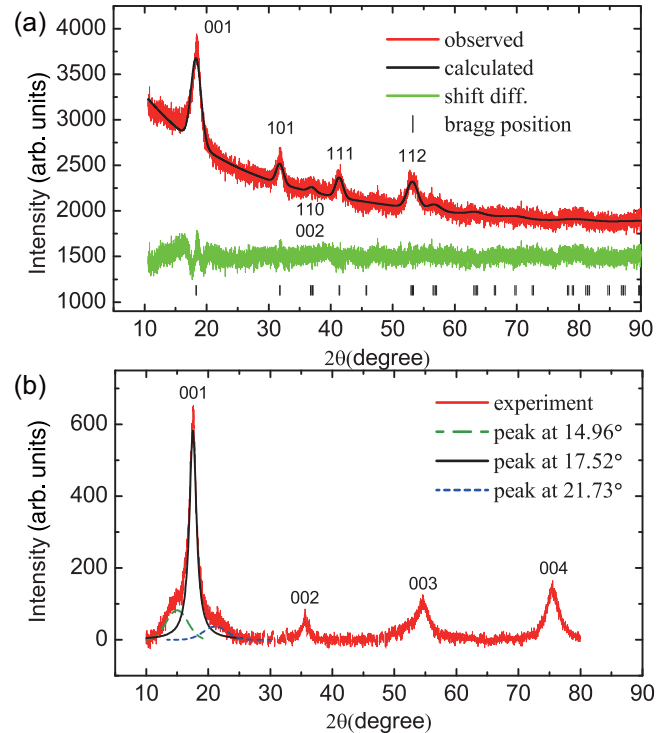 (a)
001
101
110
002
111
112
observed
calculated
shift diff.
bragg position
4000
3500
3000
2500
2000
1500
1000
Intensity (arb. units)
10 20 30 40 50 60 70 80 90
2θ(degree)
(b)
001
002
003
004
experiment
peak at 14.96°
peak at 17.52°
peak at 21.73°
600
400
200
0
Intensity (arb. units)
10 20 30 40 50 60 70 80 90
2θ(degree)